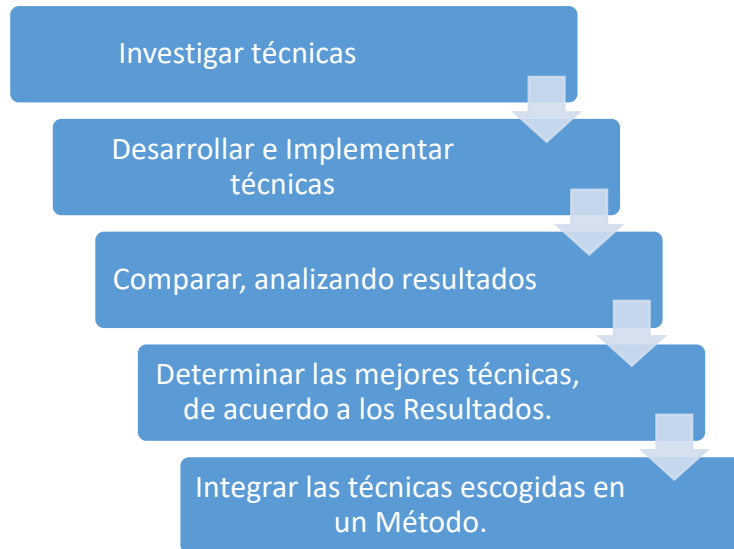 Investigar técnicas
Desarrollar e Implementar
técnicas
Comparar, analizando resultados
Determinar las mejores técnicas,
de acuerdo a los Resultados.
Integrar las técnicas escogidas en
un Método.